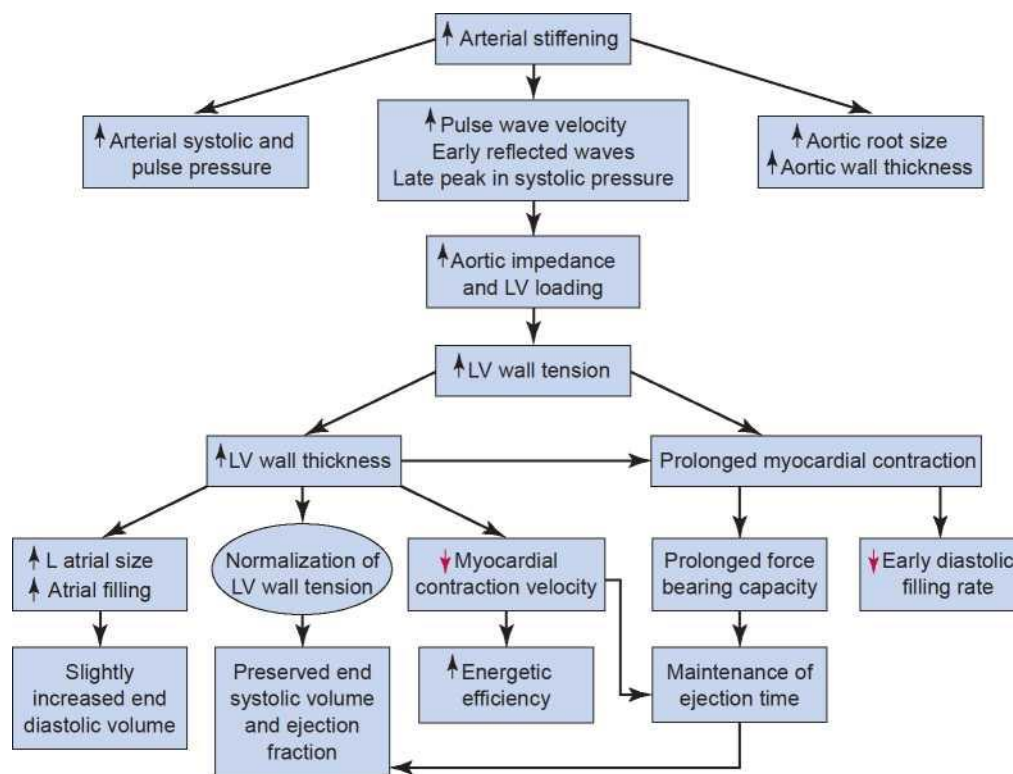 ↑ Arterial stiffening
↑ Arterial systolic and
pulse pressure
↑ Pulse wave velocity
Early reflected waves
Late peak in systolic pressure
↑ Aortic root size
↑ Aortic wall thickness
↑ Aortic impedance
and LV loading
↑ LV wall tension
↑ LV wall thickness
Prolonged myocardial contraction
↑ L atrial size
↑ Atrial filling
Normalization of
LV wall tension
↓ Myocardial
contraction velocity
Prolonged force
bearing capacity
↓ Early diastolic
filling rate
Slightly
increased end
diastolic volume
Preserved end
systolic volume
and ejection
fraction
↑ Energetic
efficiency
Maintenance of
ejection time